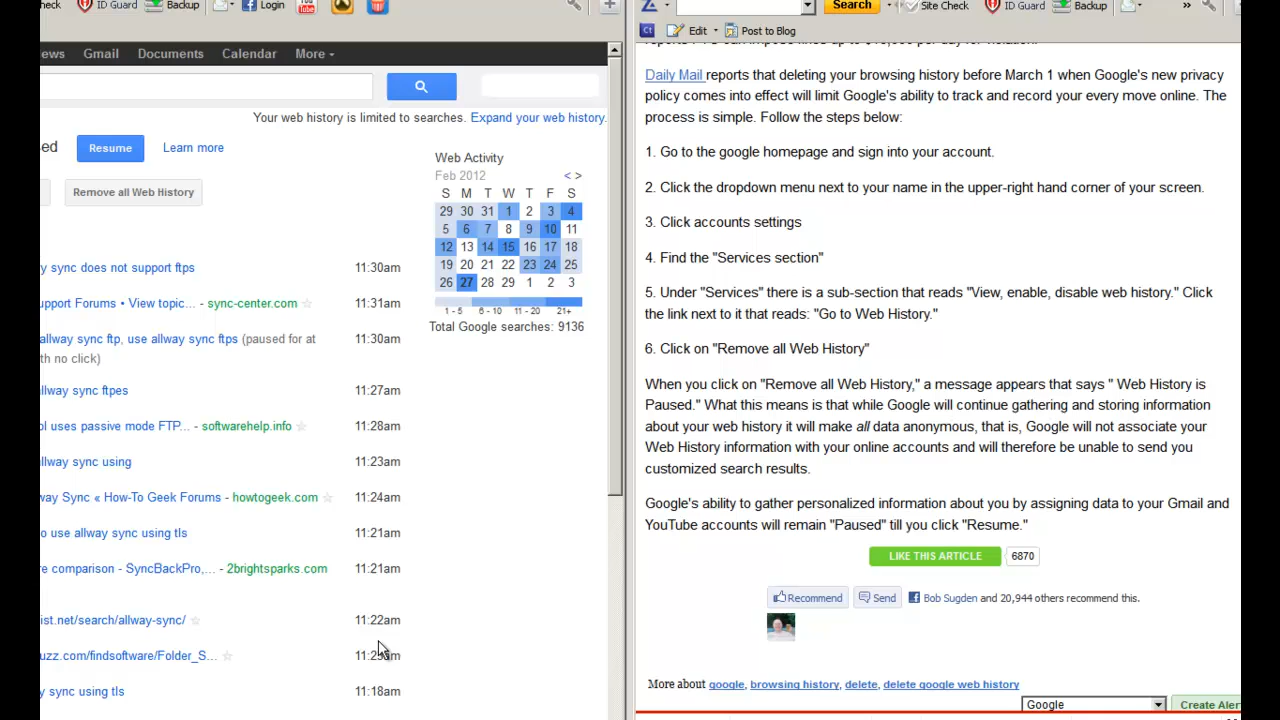 eck ID Guard Backup Login
ews Gmail Documents Calendar More
Your web history is limited to searches. Expand your web history.
ed Resume Learn more
Remove all Web History
Web Activity
Feb 2012 < >
S M T W T F S
29 30 31 1 2 3 4
5 6 7 8 9 10 11
12 13 14 15 16 17 18
19 20 21 22 23 24 25
26 27 28 29 1 2 3
1 - 5 6 - 10 11 - 20 21+
Total Google searches: 9136
y sync does not support ftps 11:30am
upport Forums • View topic... - sync-center.com 11:31am
allway sync ftp, use allway sync ftps (paused for at 11:30am
th no click)
llway sync ftpes 11:27am
ol uses passive mode FTP... - softwarehelp.info 11:28am
way sync using 11:23am
way Sync « How-To Geek Forums - howtogeek.com 11:24am
o use allway sync using tls 11:21am
e comparison - SyncBackPro,... - 2brightsparks.com 11:21am
ist.net/search/allway-sync/ 11:22am
uzz.com/findsoftware/Folder_S...
y sync using tls 11:18am
Search Site Check ID Guard Backup »
Ct Edit Post to Blog
Daily Mail reports that deleting your browsing history before March 1 when Google's new privacy
policy comes into effect will limit Google's ability to track and record your every move online. The
process is simple. Follow the steps below:
1. Go to the google homepage and sign into your account.
2. Click the dropdown menu next to your name in the upper-right hand corner of your screen.
3. Click accounts settings
4. Find the "Services section"
5. Under "Services" there is a sub-section that reads "View, enable, disable web history." Click
the link next to it that reads: "Go to Web History."
6. Click on "Remove all Web History"
When you click on "Remove all Web History," a message appears that says " Web History is
Paused." What this means is that while Google will continue gathering and storing information
about your web history it will make all data anonymous, that is, Google will not associate your
Web History information with your online accounts and will therefore be unable to send you
customized search results.
Google's ability to gather personalized information about you by assigning data to your Gmail and
YouTube accounts will remain "Paused" till you click "Resume."
LIKE THIS ARTICLE 6870
Recommend Send Bob Sugden and 20,944 others recommend this.
More about google, browsing history, delete, delete google web history
Google Create Aler